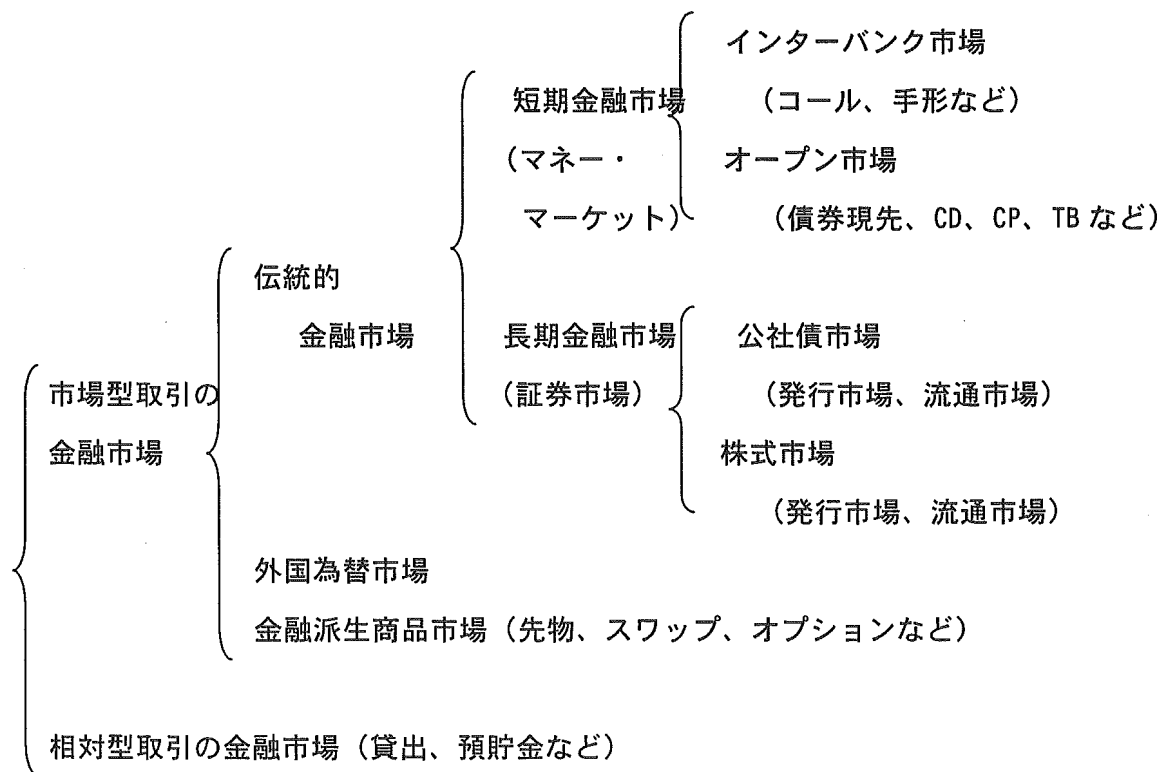 インターバンク市場
短期金融市場 (コール、手形など)
(マネー・ オープン市場
マーケット) (債券現先、CD、CP、TBなど)
伝統的
金融市場 長期金融市場 公社債市場
市場型取引の (証券市場) (発行市場、流通市場)
金融市場 株式市場
(発行市場、流通市場)
外国為替市場
金融派生商品市場(先物、スワップ、オプションなど)
相対型取引の金融市場(貸出、預貯金など)